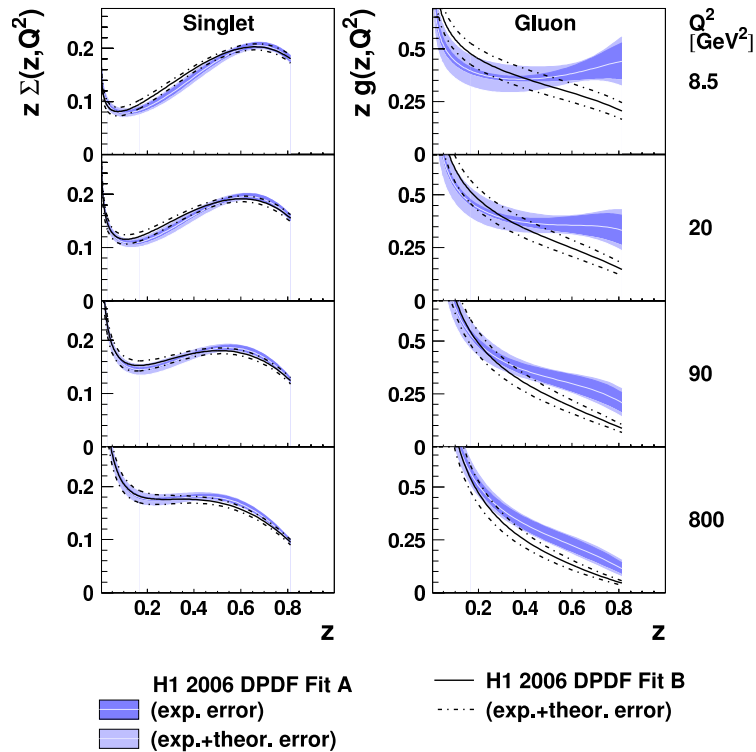 Singlet
Gluon
Q²
[GeV²]
z Σ(z,Q²)
z g(z,Q²)
0.2
0.1
0
0.5
0.25
0
8.5
0.2
0.1
0
0.5
0.25
0
20
0.2
0.1
0
0.5
0.25
0
90
0.2
0.1
0
0.5
0.25
0
800
0.2 0.4 0.6 0.8
0.2 0.4 0.6 0.8
z
z
H1 2006 DPDF Fit A
(exp. error)
(exp.+theor. error)
H1 2006 DPDF Fit B
(exp.+theor. error)